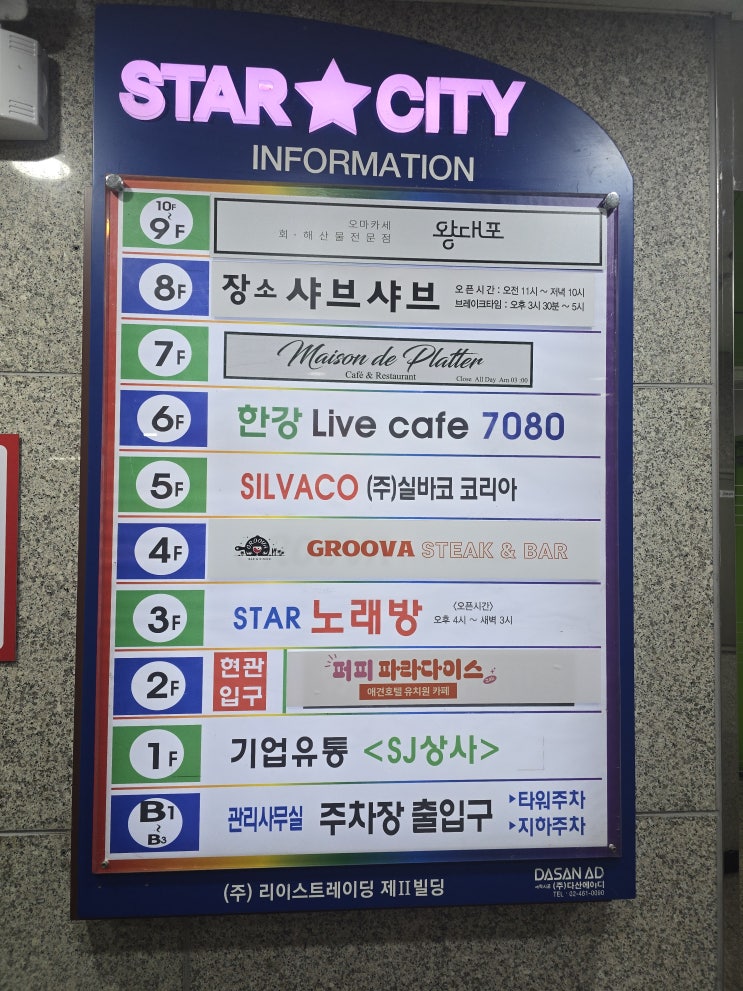 STAR★CITY
INFORMATION
10F
~
9F
오마카세
회·해산물전문점
왕대포
8F
장소 샤브샤브
오픈시간 : 오전 11시 ~ 저녁 10시
브레이크타임 : 오후 3시 30분 ~ 5시
7F
Maison de Platter
Café & Restaurant
Close All Day Am 03 :00
6F
한강 Live cafe 7080
5F
SILVACO (주)실바코 코리아
4F
GROOVA STEAK & BAR
3F
STAR 노래방
<오픈시간>
오후 4시 ~ 새벽 3시
2F
현관
입구
퍼피 파라다이스
애견호텔 유치원 카페
1F
기업유통 <SJ상사>
B1
~
B3
관리사무실 주차장 출입구
▶타워주차
▶지하주차
(주) 리이스트레이딩 제II빌딩
DASAN AD
(주)다산에이디
TEL : 02-461-0090